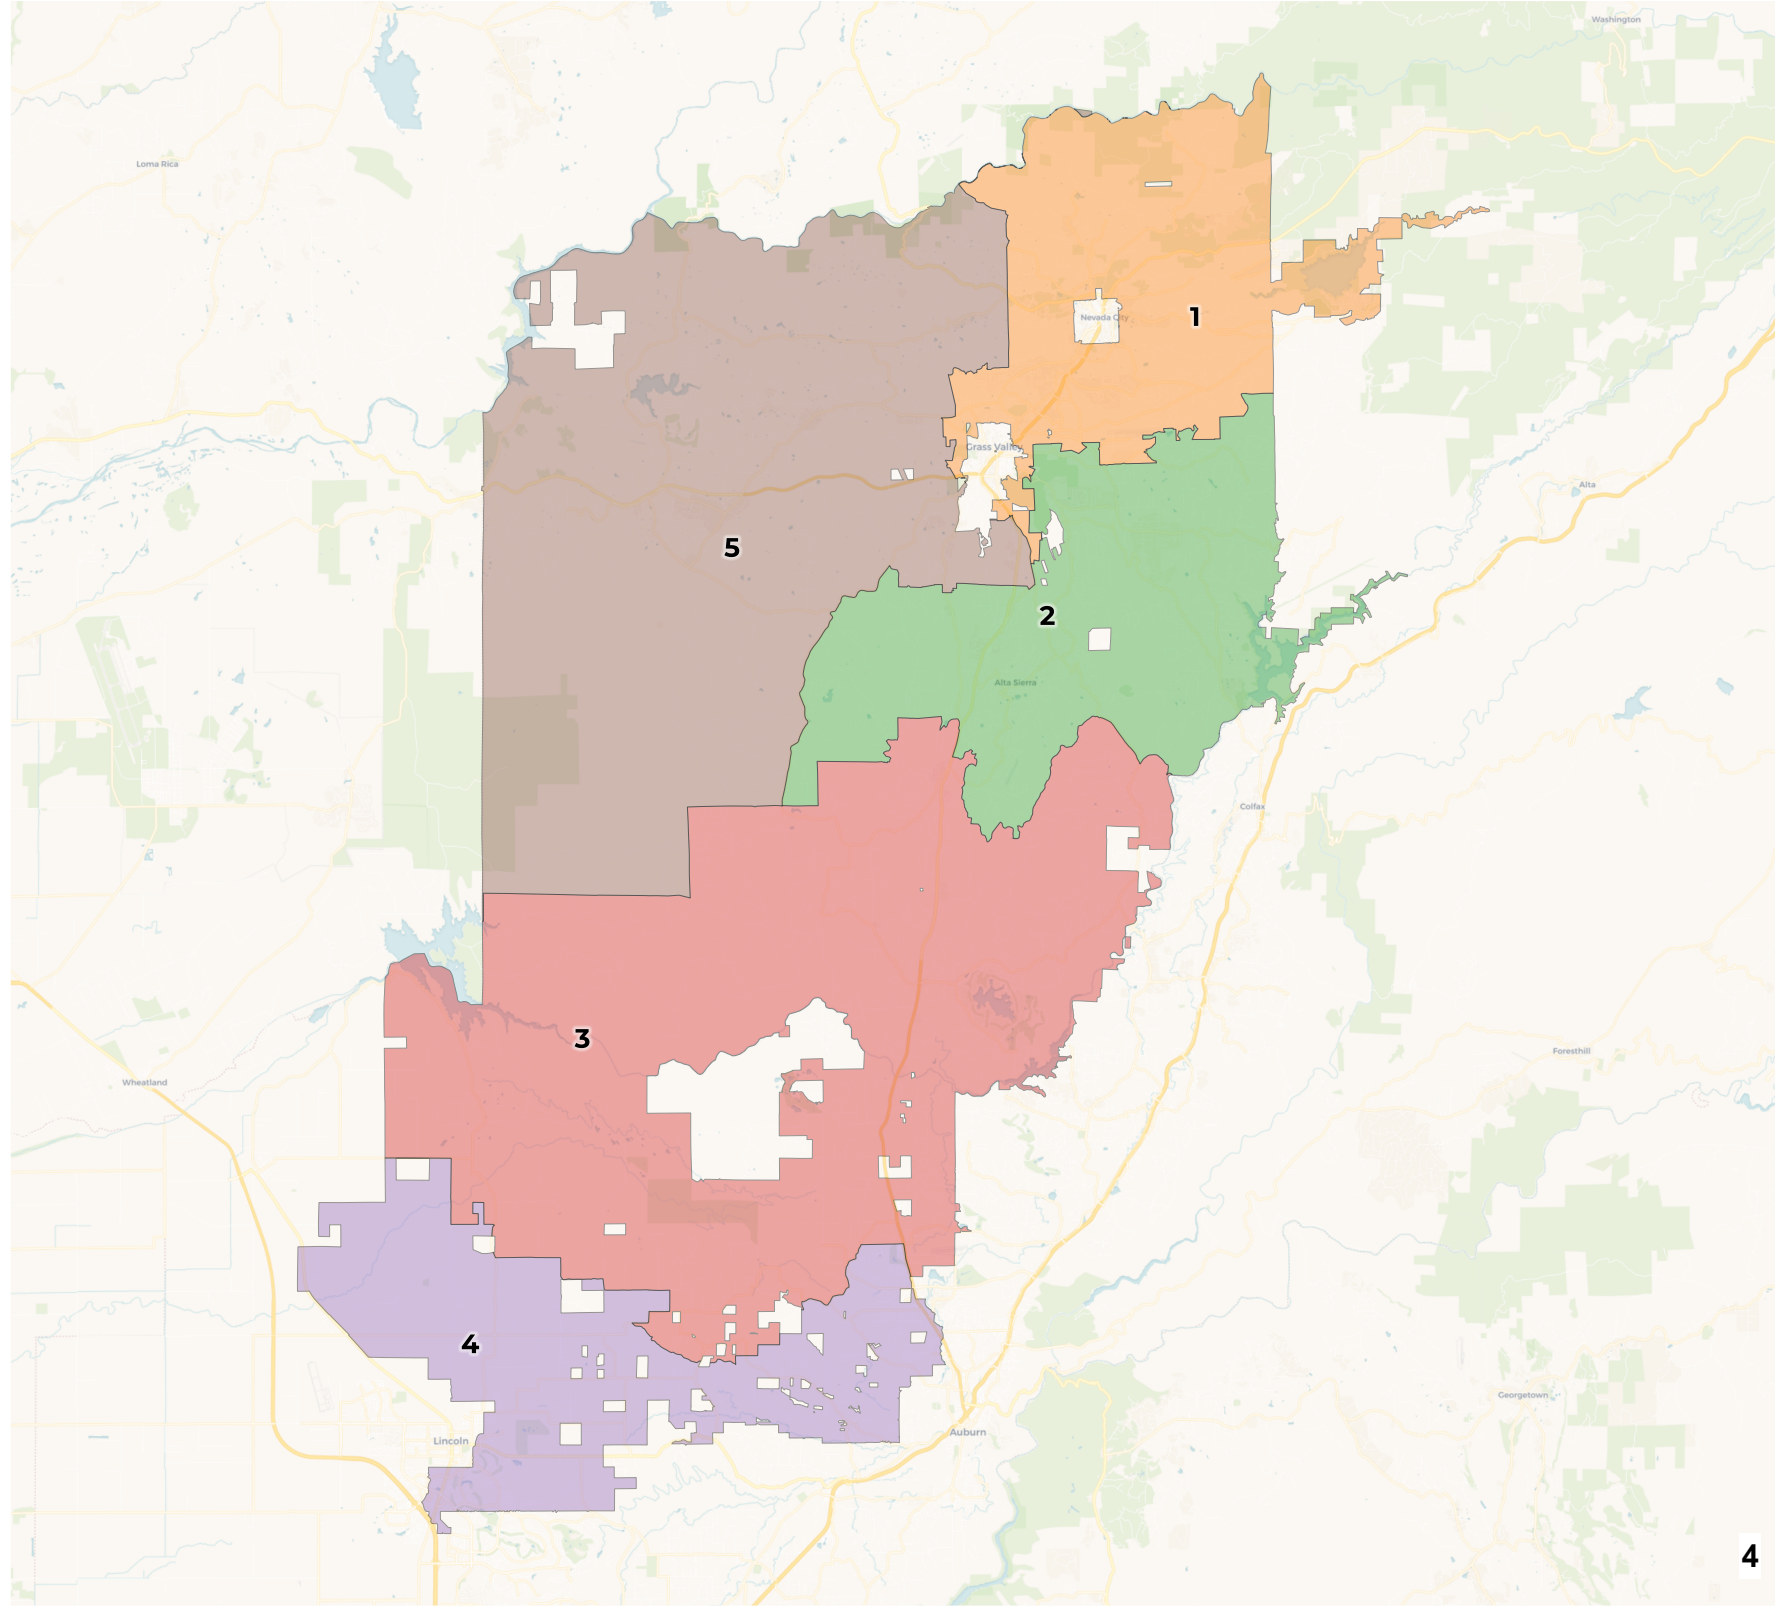 Washington
Loma Rica
1
Nevada City
Grass Valley
Alta
5
2
Alta Sierra
Colfax
3
Foresthill
Wheatland
4
Georgetown
Auburn
Lincoln
4